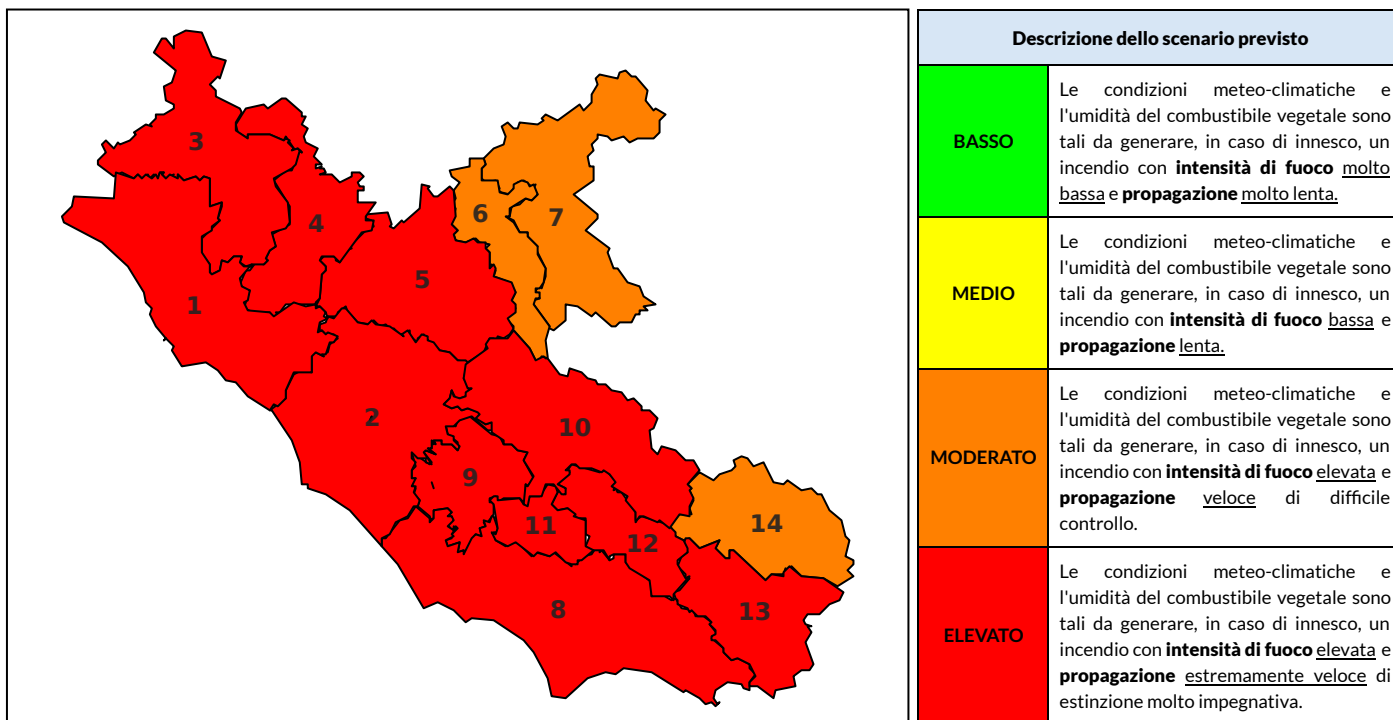 3
4
6
7
5
1
2
10
9
11
12
14
8
13
Descrizione dello scenario previsto
BASSO
Le condizioni meteo-climatiche e
l'umidità del combustibile vegetale sono
tali da generare, in caso di innesco, un
incendio con intensità di fuoco molto
bassa e propagazione molto lenta.
MEDIO
Le condizioni meteo-climatiche e
l'umidità del combustibile vegetale sono
tali da generare, in caso di innesco, un
incendio con intensità di fuoco bassa e
propagazione lenta.
MODERATO
Le condizioni meteo-climatiche e
l'umidità del combustibile vegetale sono
tali da generare, in caso di innesco, un
incendio con intensità di fuoco elevata e
propagazione veloce di difficile
controllo.
ELEVATO
Le condizioni meteo-climatiche e
l'umidità del combustibile vegetale sono
tali da generare, in caso di innesco, un
incendio con intensità di fuoco elevata e
propagazione estremamente veloce di
estinzione molto impegnativa.